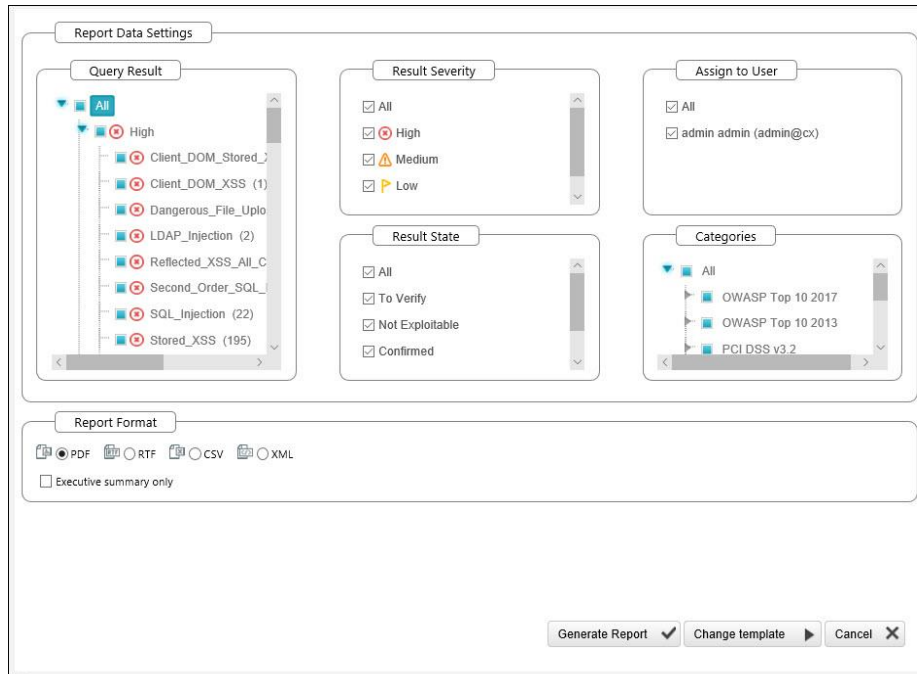 Report Data Settings
Query Result
All
High
Client_DOM_Stored_
Client_DOM_XSS (1)
Dangerous_File_Uplo
LDAP_Injection (2)
Reflected_XSS_All_C
Second_Order_SQL_
SQL_Injection (22)
Stored_XSS (195)
Result Severity
All
High
Medium
Low
Assign to User
All
admin admin (admin@cx)
Result State
All
To Verify
Not Exploitable
Confirmed
Categories
All
OWASP Top 10 2017
OWASP Top 10 2013
PCI DSS v3.2
Report Format
PDF RTF CSV XML
Executive summary only
Generate Report Change template Cancel